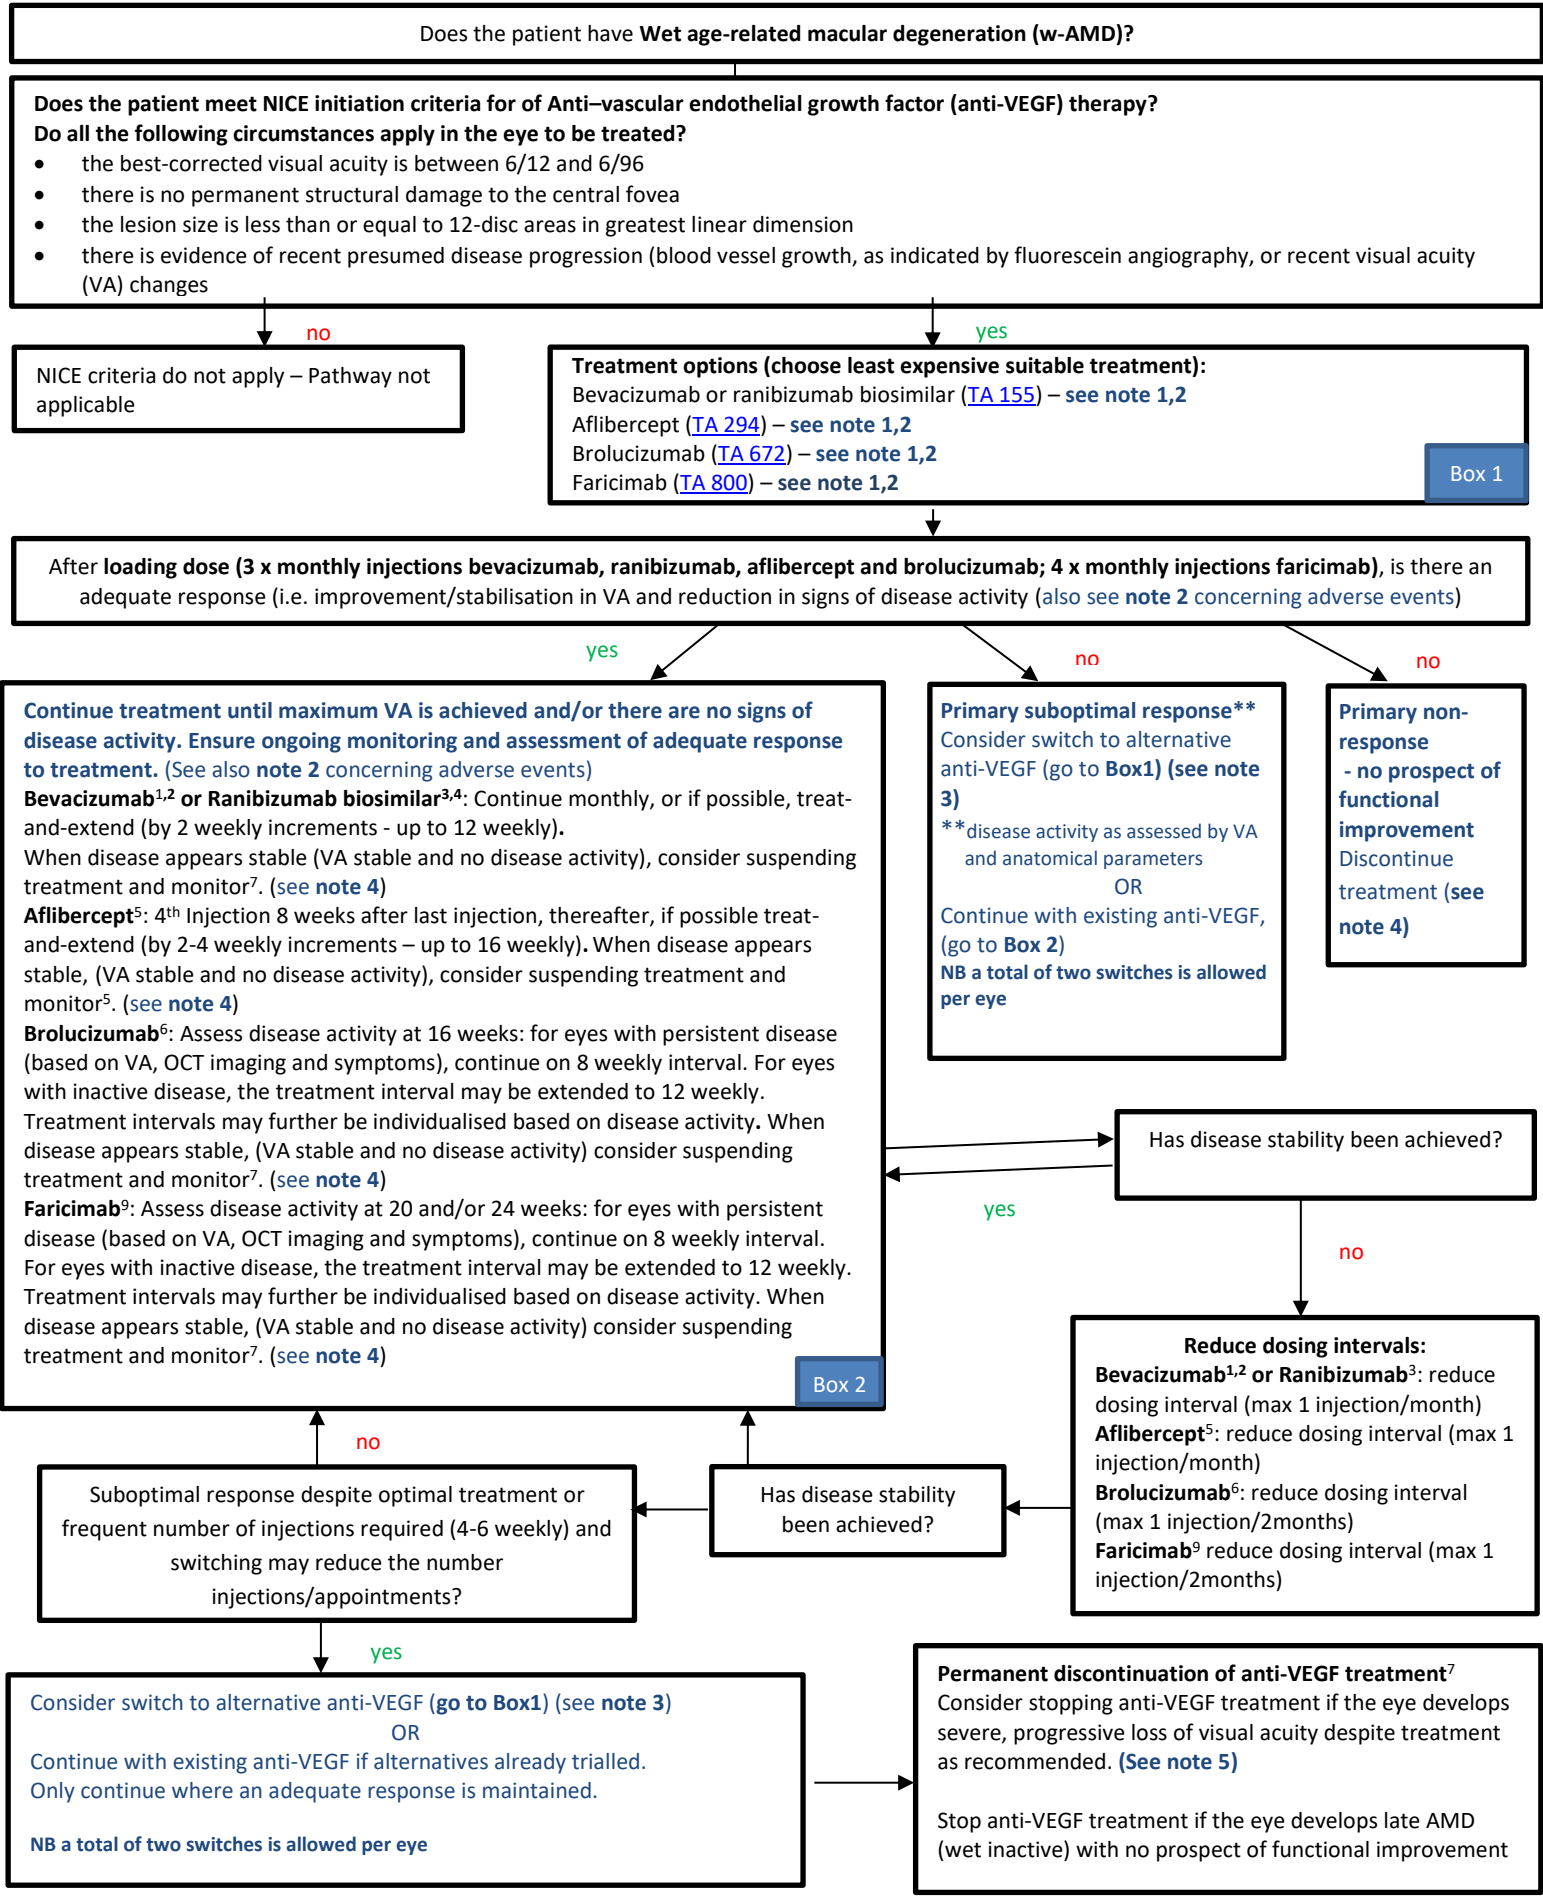 Does the patient have Wet age-related macular degeneration (w-AMD)?
Does the patient meet NICE initiation criteria for of Anti–vascular endothelial growth factor (anti-VEGF) therapy?
Do all the following circumstances apply in the eye to be treated?
• the best-corrected visual acuity is between 6/12 and 6/96
• there is no permanent structural damage to the central fovea
• the lesion size is less than or equal to 12-disc areas in greatest linear dimension
• there is evidence of recent presumed disease progression (blood vessel growth, as indicated by fluorescein angiography, or recent visual acuity
(VA) changes
no
yes
NICE criteria do not apply – Pathway not
applicable
Treatment options (choose least expensive suitable treatment):
Bevacizumab or ranibizumab biosimilar (TA 155) – see note 1,2
Aflibercept (TA 294) – see note 1,2
Brolucizumab (TA 672) – see note 1,2
Faricimab (TA 800) – see note 1,2
Box 1
After loading dose (3 x monthly injections bevacizumab, ranibizumab, aflibercept and brolucizumab; 4 x monthly injections faricimab), is there an
adequate response (i.e. improvement/stabilisation in VA and reduction in signs of disease activity (also see note 2 concerning adverse events)
yes
no
no
Continue treatment until maximum VA is achieved and/or there are no signs of
disease activity. Ensure ongoing monitoring and assessment of adequate response
to treatment. (See also note 2 concerning adverse events)
Bevacizumab1,2 or Ranibizumab biosimilar3,4: Continue monthly, or if possible, treat-
and-extend (by 2 weekly increments - up to 12 weekly).
When disease appears stable (VA stable and no disease activity), consider suspending
treatment and monitor7. (see note 4)
Aflibercept5: 4th Injection 8 weeks after last injection, thereafter, if possible treat-
and-extend (by 2-4 weekly increments – up to 16 weekly). When disease appears
stable, (VA stable and no disease activity), consider suspending treatment and
monitor5. (see note 4)
Brolucizumab6: Assess disease activity at 16 weeks: for eyes with persistent disease
(based on VA, OCT imaging and symptoms), continue on 8 weekly interval. For eyes
with inactive disease, the treatment interval may be extended to 12 weekly.
Treatment intervals may further be individualised based on disease activity. When
disease appears stable, (VA stable and no disease activity) consider suspending
treatment and monitor7. (see note 4)
Faricimab9: Assess disease activity at 20 and/or 24 weeks: for eyes with persistent
disease (based on VA, OCT imaging and symptoms), continue on 8 weekly interval.
For eyes with inactive disease, the treatment interval may be extended to 12 weekly.
Treatment intervals may further be individualised based on disease activity. When
disease appears stable, (VA stable and no disease activity) consider suspending
treatment and monitor7. (see note 4)
Box 2
Primary suboptimal response**
Consider switch to alternative
anti-VEGF (go to Box1) (see note
3)
**disease activity as assessed by VA
and anatomical parameters
OR
Continue with existing anti-VEGF,
(go to Box 2)
NB a total of two switches is allowed
per eye
Primary non-
response
- no prospect of
functional
improvement
Discontinue
treatment (see
note 4)
Has disease stability been achieved?
yes
no
Reduce dosing intervals:
Bevacizumab1,2 or Ranibizumab3: reduce
dosing interval (max 1 injection/month)
Aflibercept5: reduce dosing interval (max 1
injection/month)
Brolucizumab6: reduce dosing interval
(max 1 injection/2months)
Faricimab9 reduce dosing interval (max 1
injection/2months)
Has disease stability
been achieved?
no
Suboptimal response despite optimal treatment or
frequent number of injections required (4-6 weekly) and
switching may reduce the number
injections/appointments?
yes
Consider switch to alternative anti-VEGF (go to Box1) (see note 3)
OR
Continue with existing anti-VEGF if alternatives already trialled.
Only continue where an adequate response is maintained.
NB a total of two switches is allowed per eye
Permanent discontinuation of anti-VEGF treatment7
Consider stopping anti-VEGF treatment if the eye develops
severe, progressive loss of visual acuity despite treatment
as recommended. (See note 5)
Stop anti-VEGF treatment if the eye develops late AMD
(wet inactive) with no prospect of functional improvement